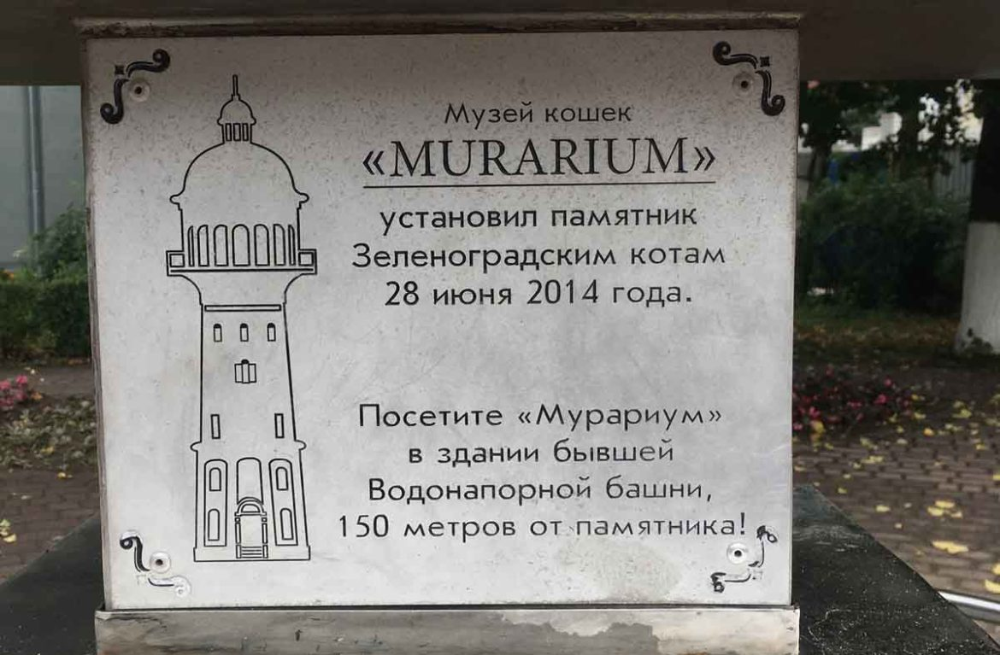 Музей кошек
«MURARIUM»
установил памятник
Зеленоградским котам
28 июня 2014 года.
Посетите «Мурариум»
в здании бывшей
Водонапорной башни,
150 метров от памятника!